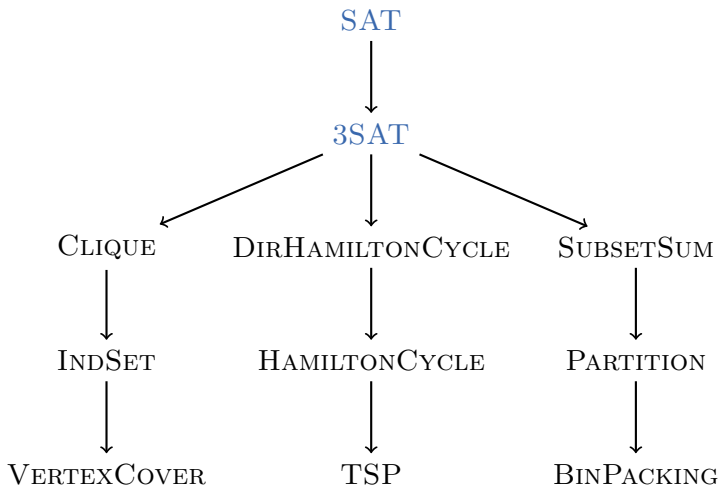 SAT
3SAT
CLIQUE DIRHAMILTONCYCLE SUBSETSUM
INDSET HAMILTONCYCLE PARTITION
VERTEXCOVER TSP BINPACKING